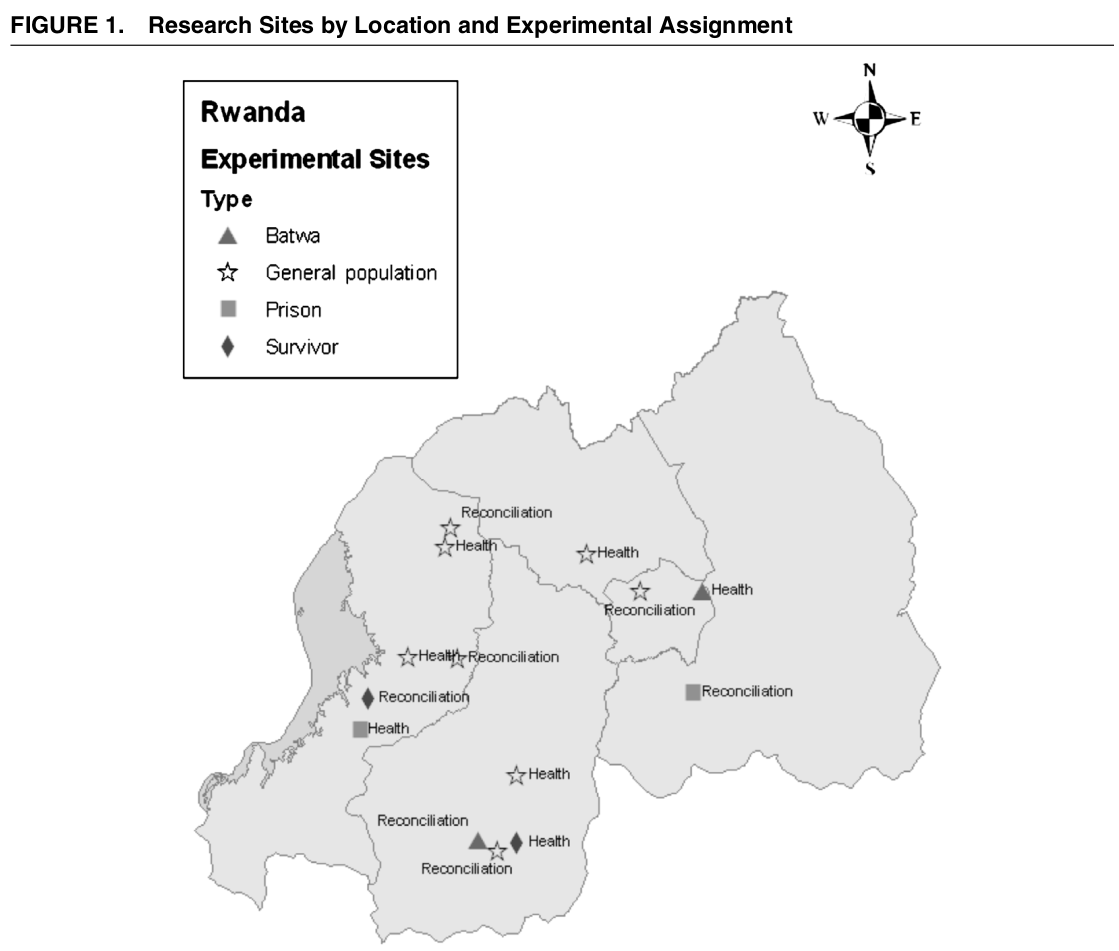 FIGURE 1. Research Sites by Location and Experimental Assignment
N
W
E
S
Rwanda
Experimental Sites
Type
Batwa
General population
Prison
Survivor
Reconciliation
Health
Health
Health
Reconciliation
Health
Reconciliation
Reconciliation
Reconciliation
Health
Health
Reconciliation
Health
Reconciliation